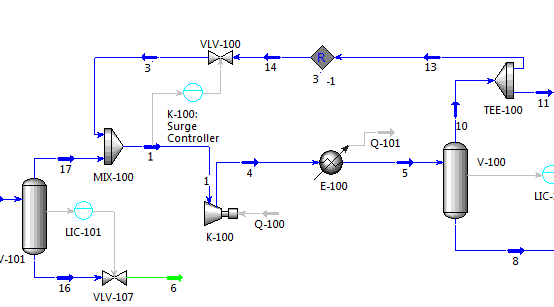 VLV-100
3
14
R
3 -1
13
K-100:
Surge
Controller
TEE-100
11
10
17
MIX-100
1
Q-101
V-100
4
E-100
5
1
LIC-101
K-100
Q-100
LIC-
V-101
8
16
VLV-107
6